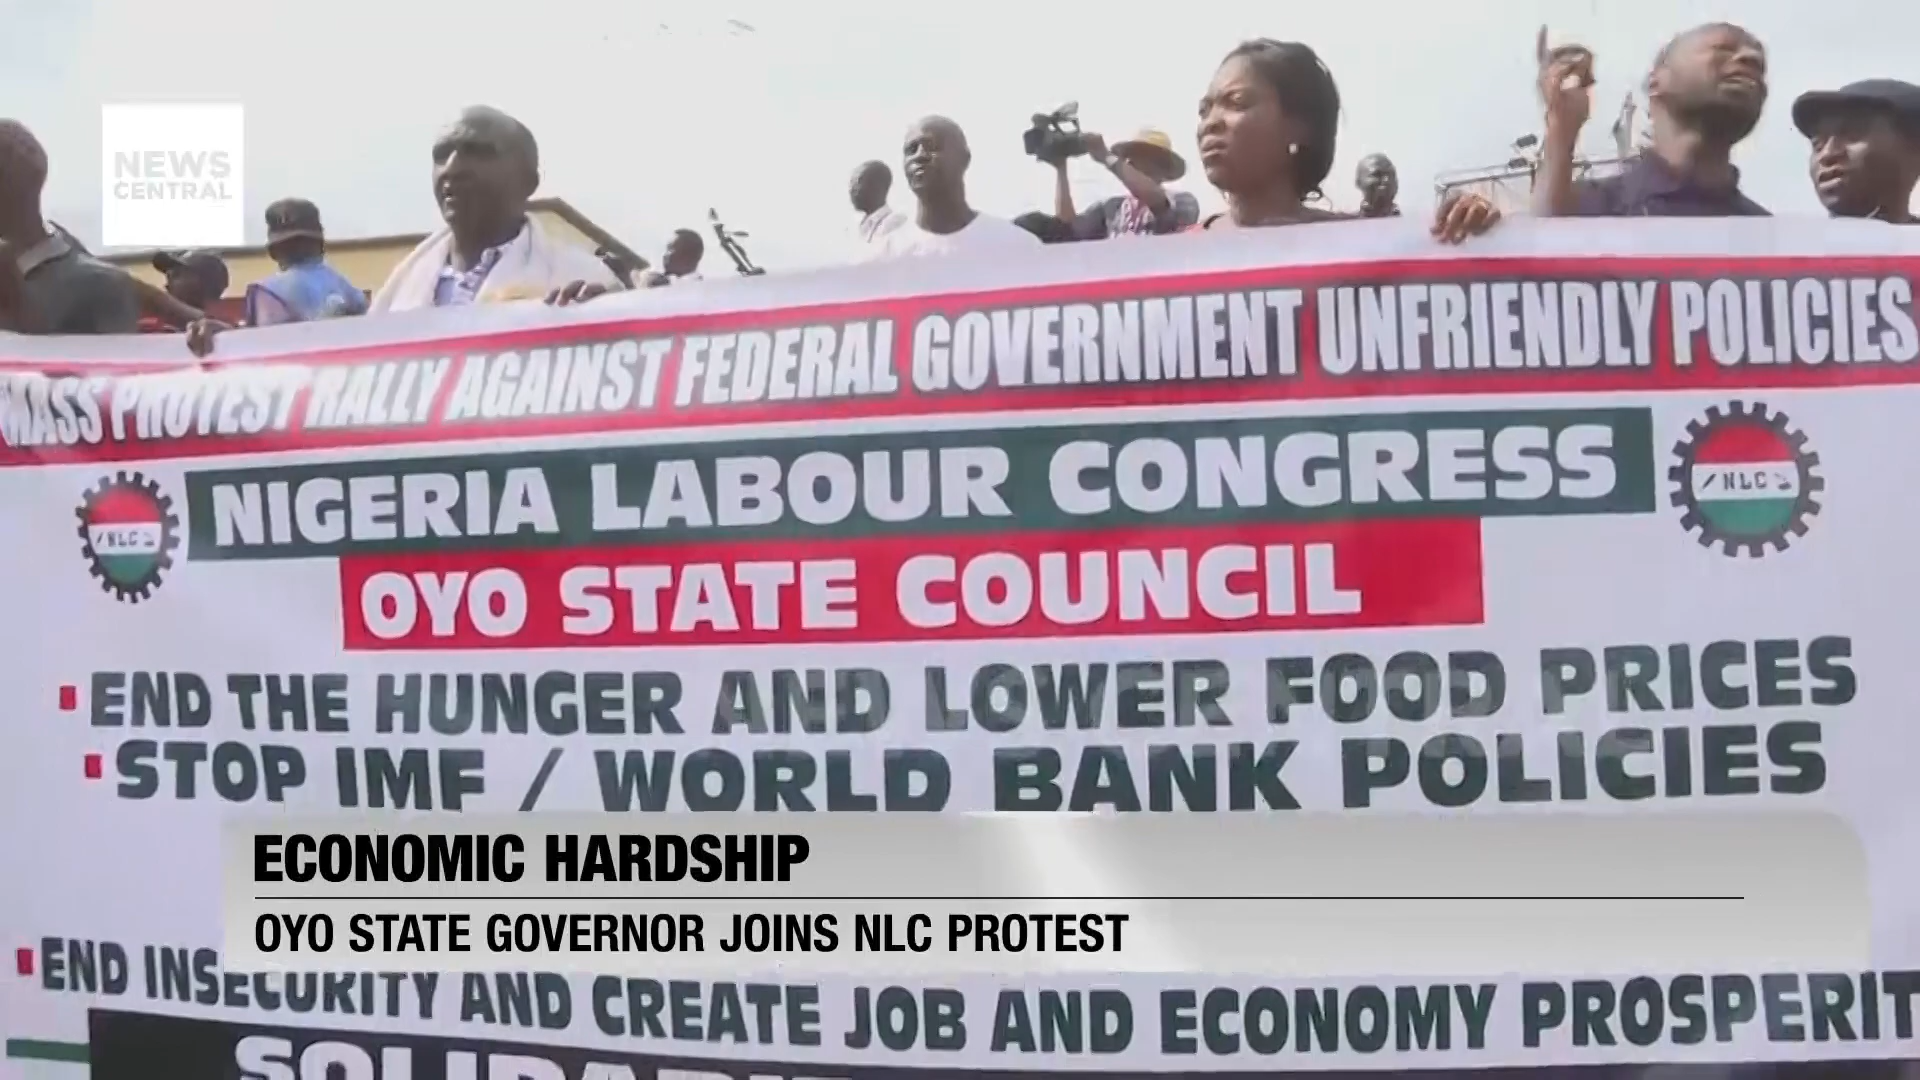 NEWS
CENTRAL
MASS PROTEST RALLY AGAINST FEDERAL GOVERNMENT UNFRIENDLY POLICIES
NIGERIA LABOUR CONGRESS
NLC
NLC
OYO STATE COUNCIL
END THE HUNGER AND LOWER FOOD PRICES
STOP IMF / WORLD BANK POLICIES
ECONOMIC HARDSHIP
OYO STATE GOVERNOR JOINS NLC PROTEST
END INSECURITY AND CREATE JOB AND ECONOMY PROSPERIT